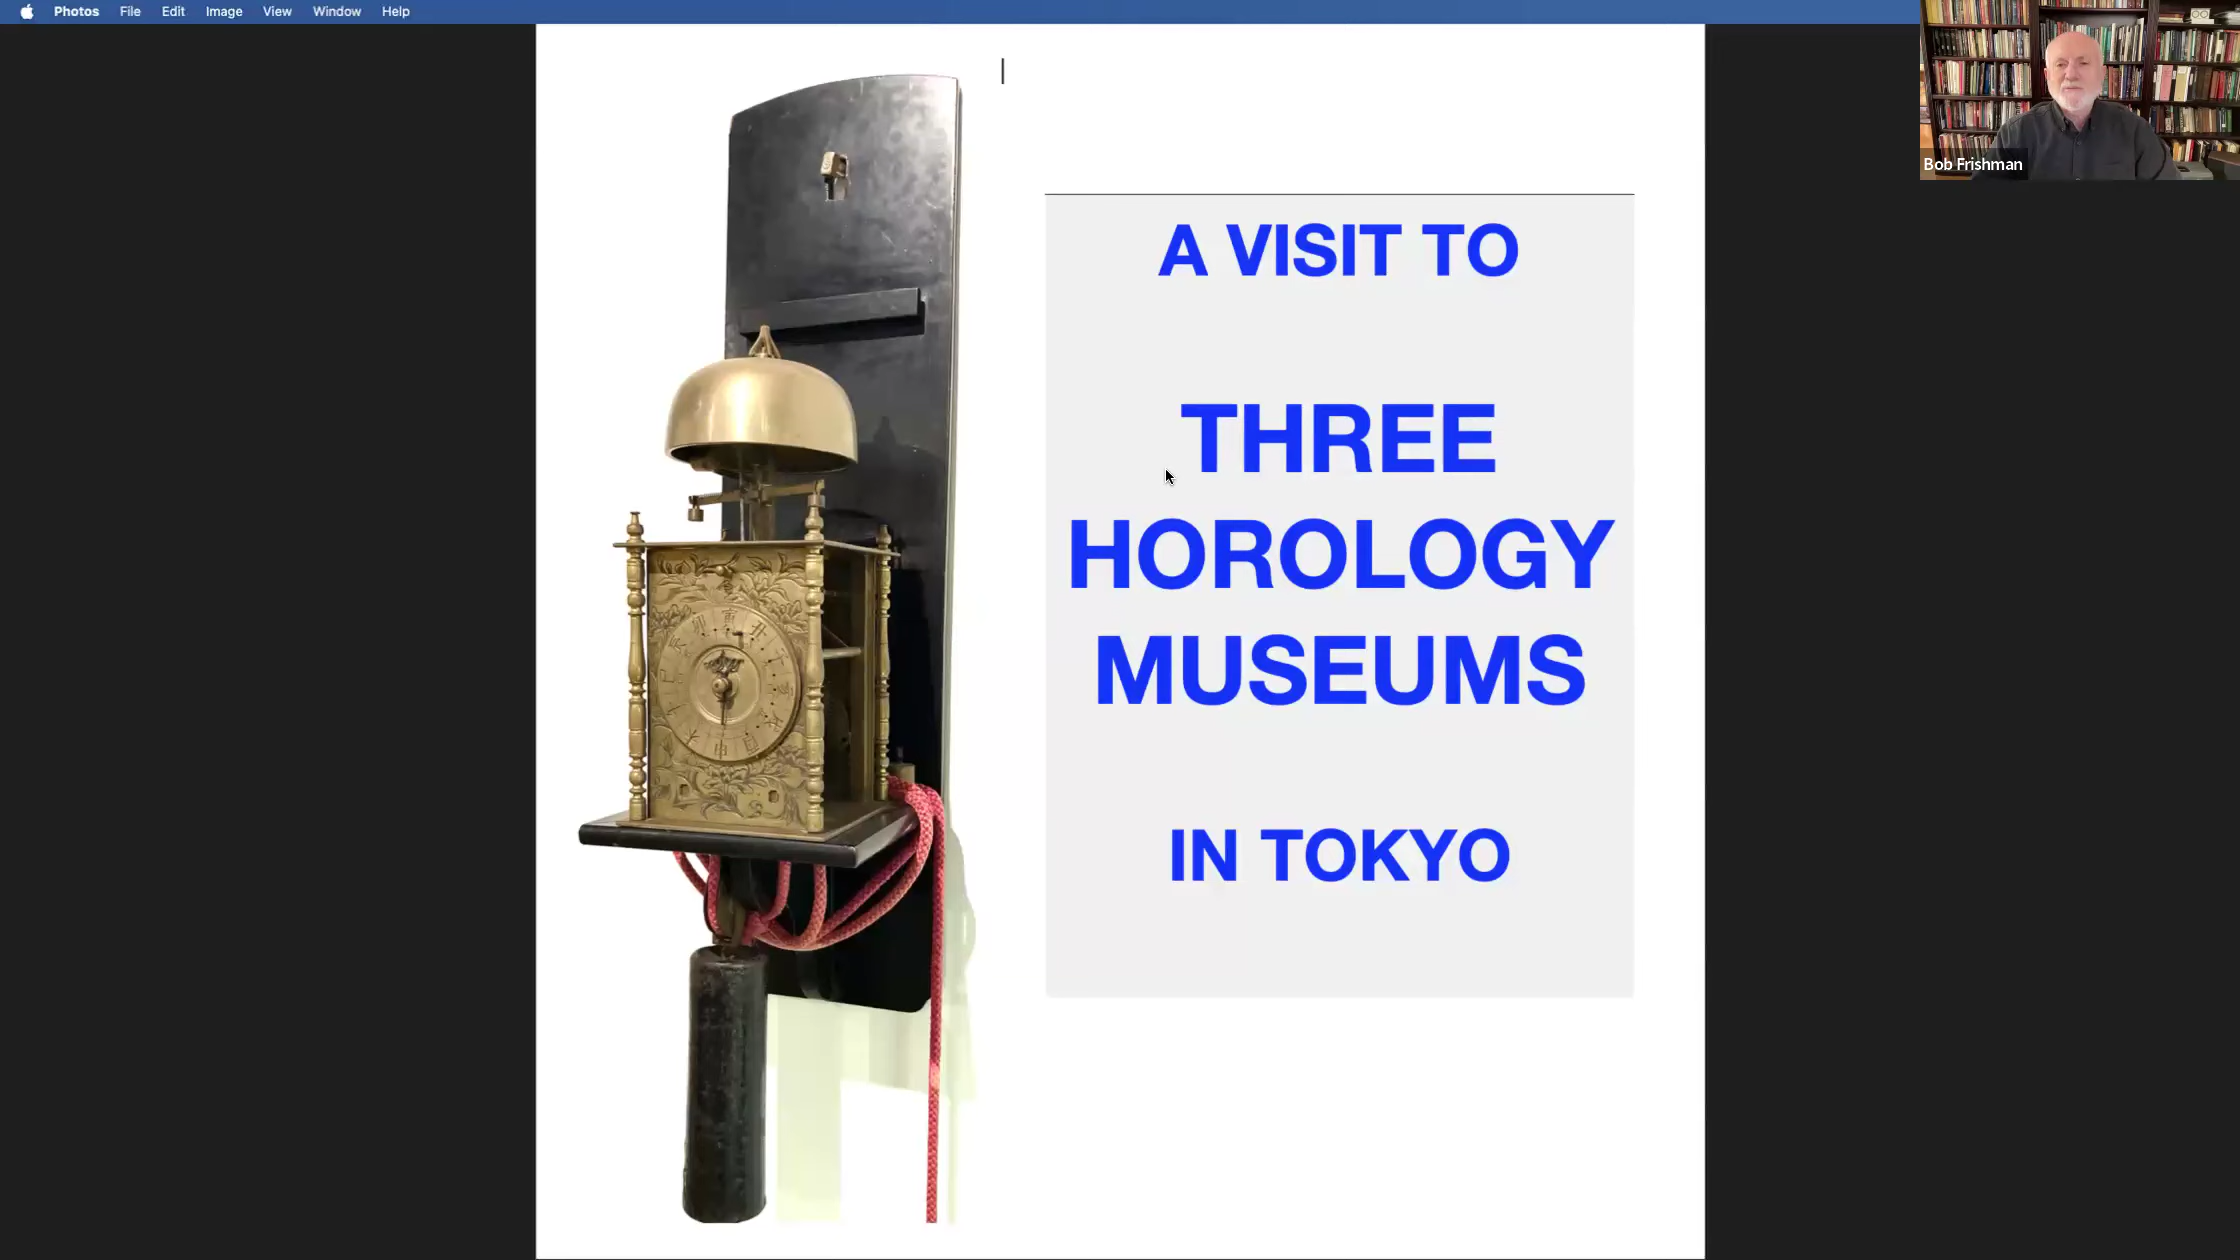 Photos File Edit Image View Window Help
Bob Frishman
A VISIT TO
THREE
HOROLOGY
MUSEUMS
IN TOKYO